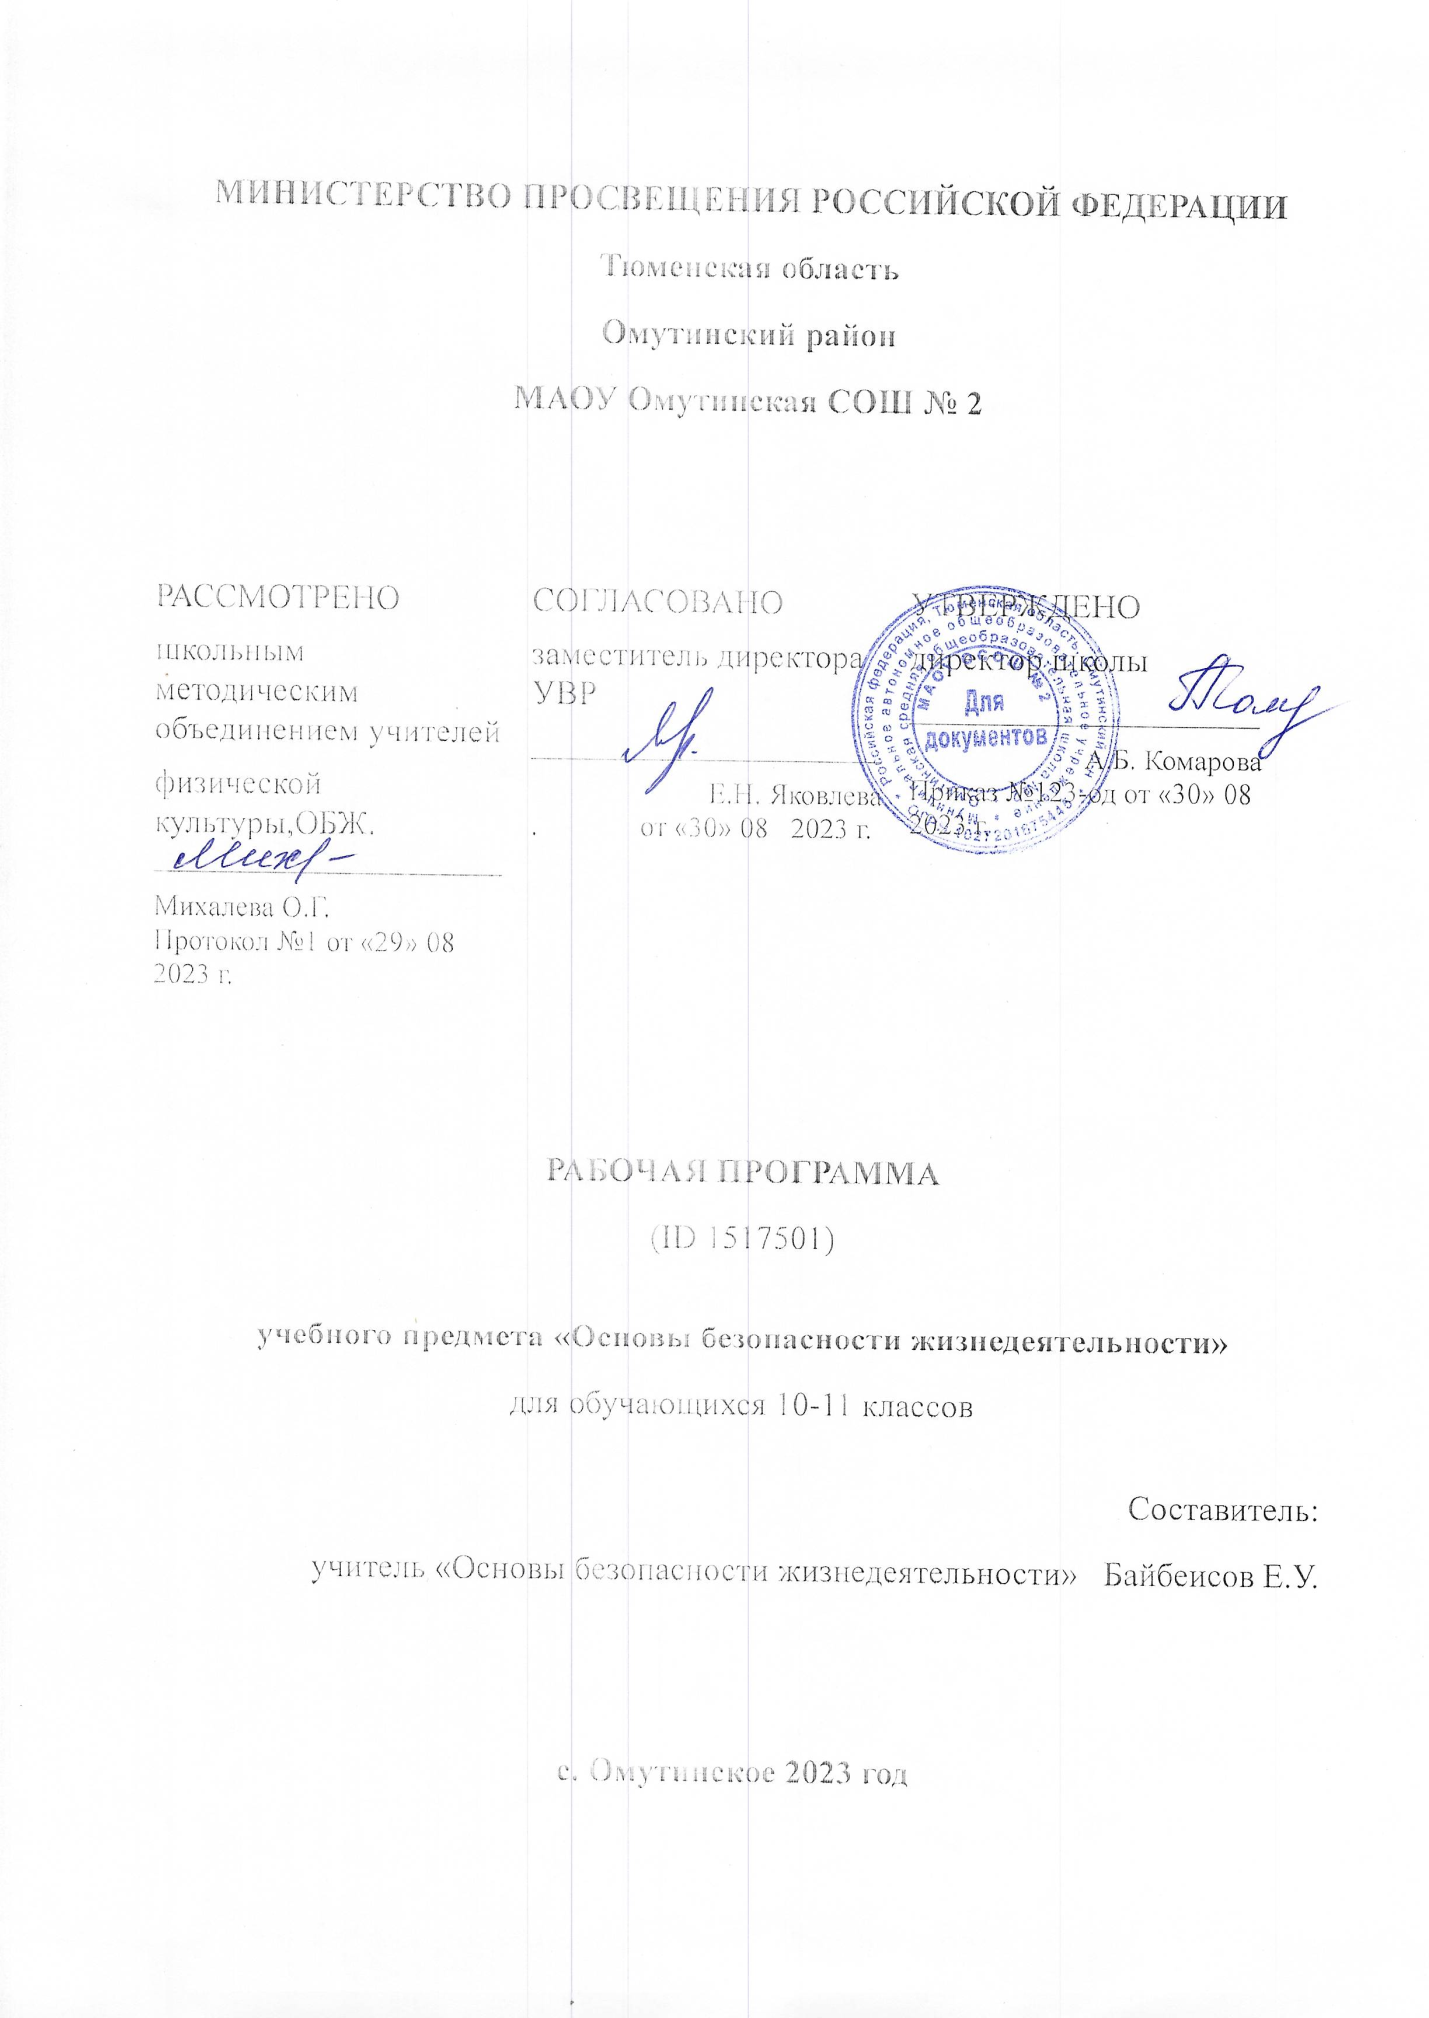 МИНИСТЕРСТВО ПРОСВЕЩЕНИЯ РОССИЙСКОЙ ФЕДЕРАЦИИ
Тюменская область
Омутинский район
МАОУ Омутинская СОШ № 2
РАССМОТРЕНО
школьным
методическим
объединением учителей
физической
культуры,ОБЖ.
Михалева О.Г.
Протокол №1 от «29» 08
2023 г.
СОГЛАСОВАНО
заместитель директора
УВР
Е.Н. Яковлева
. от «30» 08 2023 г.
УТВЕРЖДЕНО
директор школы
А.Б. Комарова
Приказ №123-од от «30» 08
2023 г.
Для
документов
РАБОЧАЯ ПРОГРАММА
(ID 1517501)
учебного предмета «Основы безопасности жизнедеятельности»
для обучающихся 10-11 классов
Составитель:
учитель «Основы безопасности жизнедеятельности» Байбеисов Е.У.
с. Омутинское 2023 год